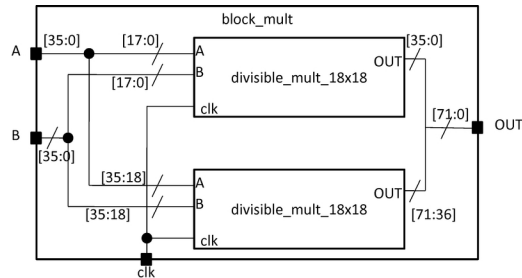 block_mult
A
[35:0]
[17:0]
A
[35:0]
OUT
B
divisible_mult_18x18
[17:0]
clk
[71:0]
OUT
B
[35:0]
[35:18]
A
OUT
B
[35:18]
divisible_mult_18x18
[71:36]
clk
clk